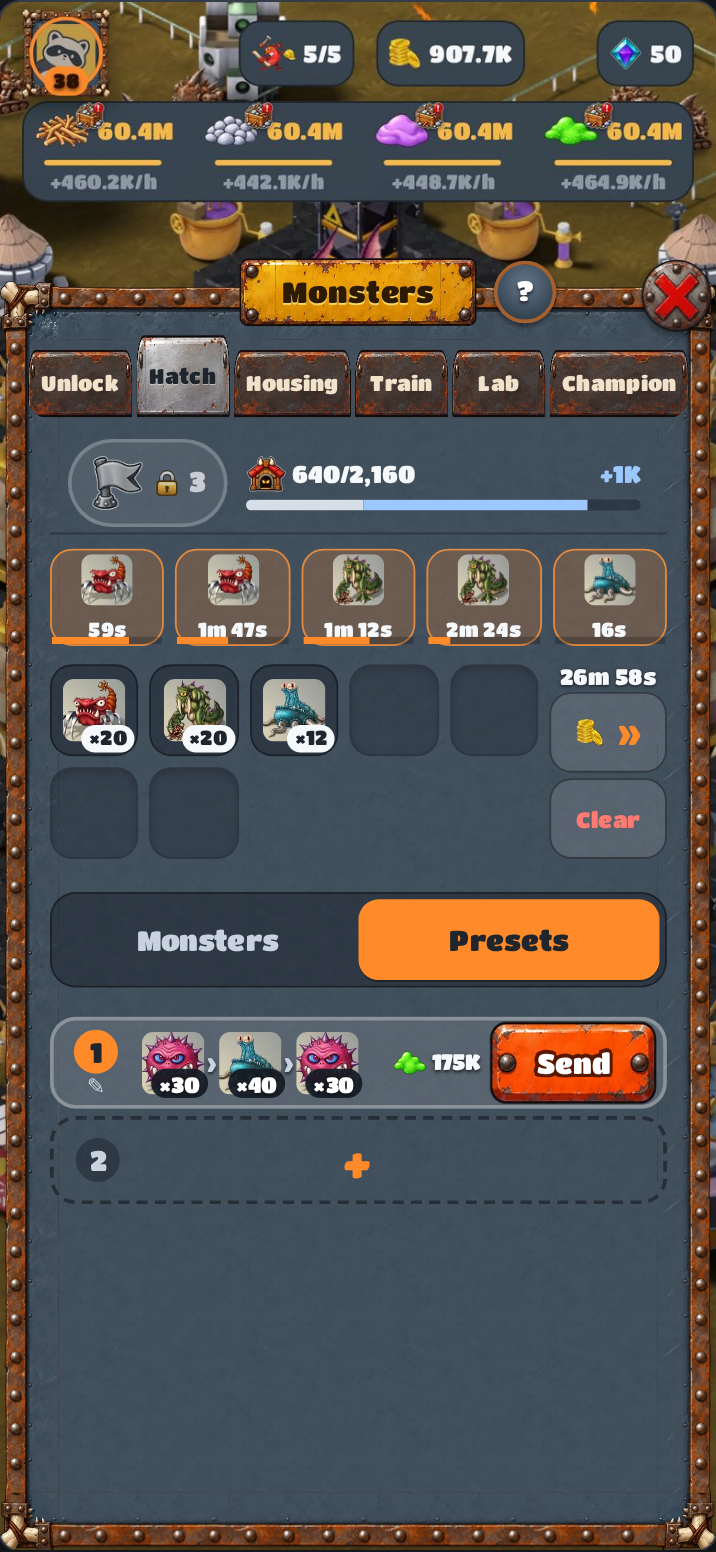 38
5/5
907.7K
50
60.4M
60.4M
60.4M
60.4M
+460.2K/h
+442.1K/h
+448.7K/h
+464.9K/h
Monsters
?
Unlock
Hatch
Housing
Train
Lab
Champion
3
640/2,160
+1K
59s
1m 47s
1m 12s
2m 24s
16s
×20
×20
×12
26m 58s
Clear
Monsters
Presets
1
×30
×40
×30
175K
Send
2